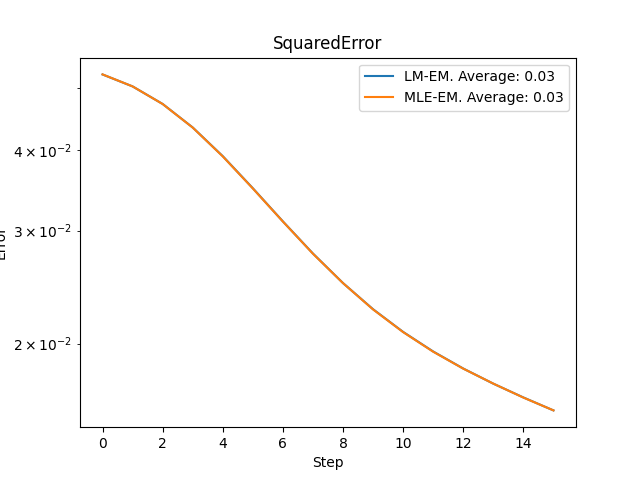 SquaredError
LM-EM. Average: 0.03
MLE-EM. Average: 0.03
4 × 10⁻²
3 × 10⁻²
2 × 10⁻²
Error
0 2 4 6 8 10 12 14
Step